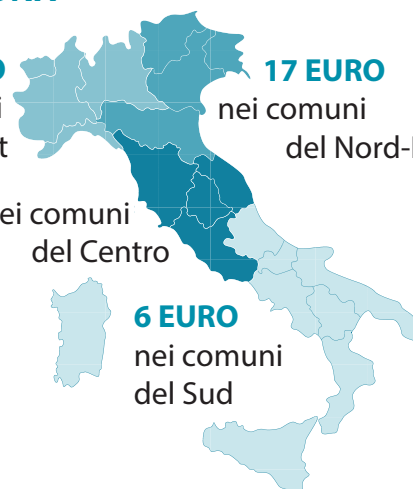 17 EURO
nei comuni
del Nord-
ei comuni
del Centro
6 EURO
nei comuni
del Sud